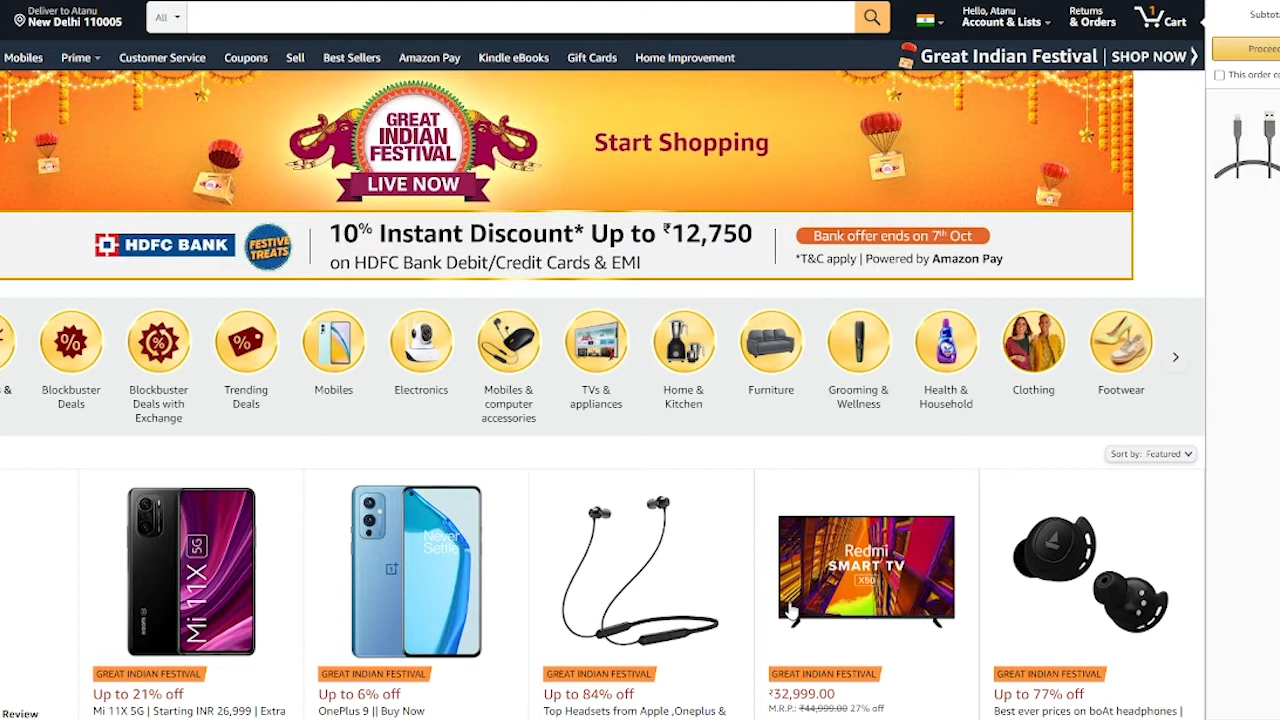 Deliver to Atanu
New Delhi 110005
All
Hello, Atanu
Account & Lists
Returns
& Orders
1
Cart
Subtot
Proceed
This order co
Mobiles
Prime
Customer Service
Coupons
Sell
Best Sellers
Amazon Pay
Kindle eBooks
Gift Cards
Home Improvement
Great Indian Festival | SHOP NOW
GREAT
INDIAN
FESTIVAL
LIVE NOW
Start Shopping
HDFC BANK
FESTIVE
TREATS
10% Instant Discount* Up to ₹12,750
on HDFC Bank Debit/Credit Cards & EMI
Bank offer ends on 7th Oct
*T&C apply | Powered by Amazon Pay
s &
Blockbuster
Deals
Blockbuster
Deals with
Exchange
Trending
Deals
Mobiles
Electronics
Mobiles &
computer
accessories
TVs &
appliances
Home &
Kitchen
Furniture
Grooming &
Wellness
Health &
Household
Clothing
Footwear
Sort by: Featured
Mi 11X 5G
Never
Settle
Redmi
SMART TV
X50
GREAT INDIAN FESTIVAL
Up to 21% off
Mi 11X 5G | Starting INR 26,999 | Extra
GREAT INDIAN FESTIVAL
Up to 6% off
OnePlus 9 || Buy Now
GREAT INDIAN FESTIVAL
Up to 84% off
Top Headsets from Apple ,Oneplus &
GREAT INDIAN FESTIVAL
₹32,999.00
M.R.P.: ₹44,999.00 27% off
GREAT INDIAN FESTIVAL
Up to 77% off
Best ever prices on boAt headphones |
Review